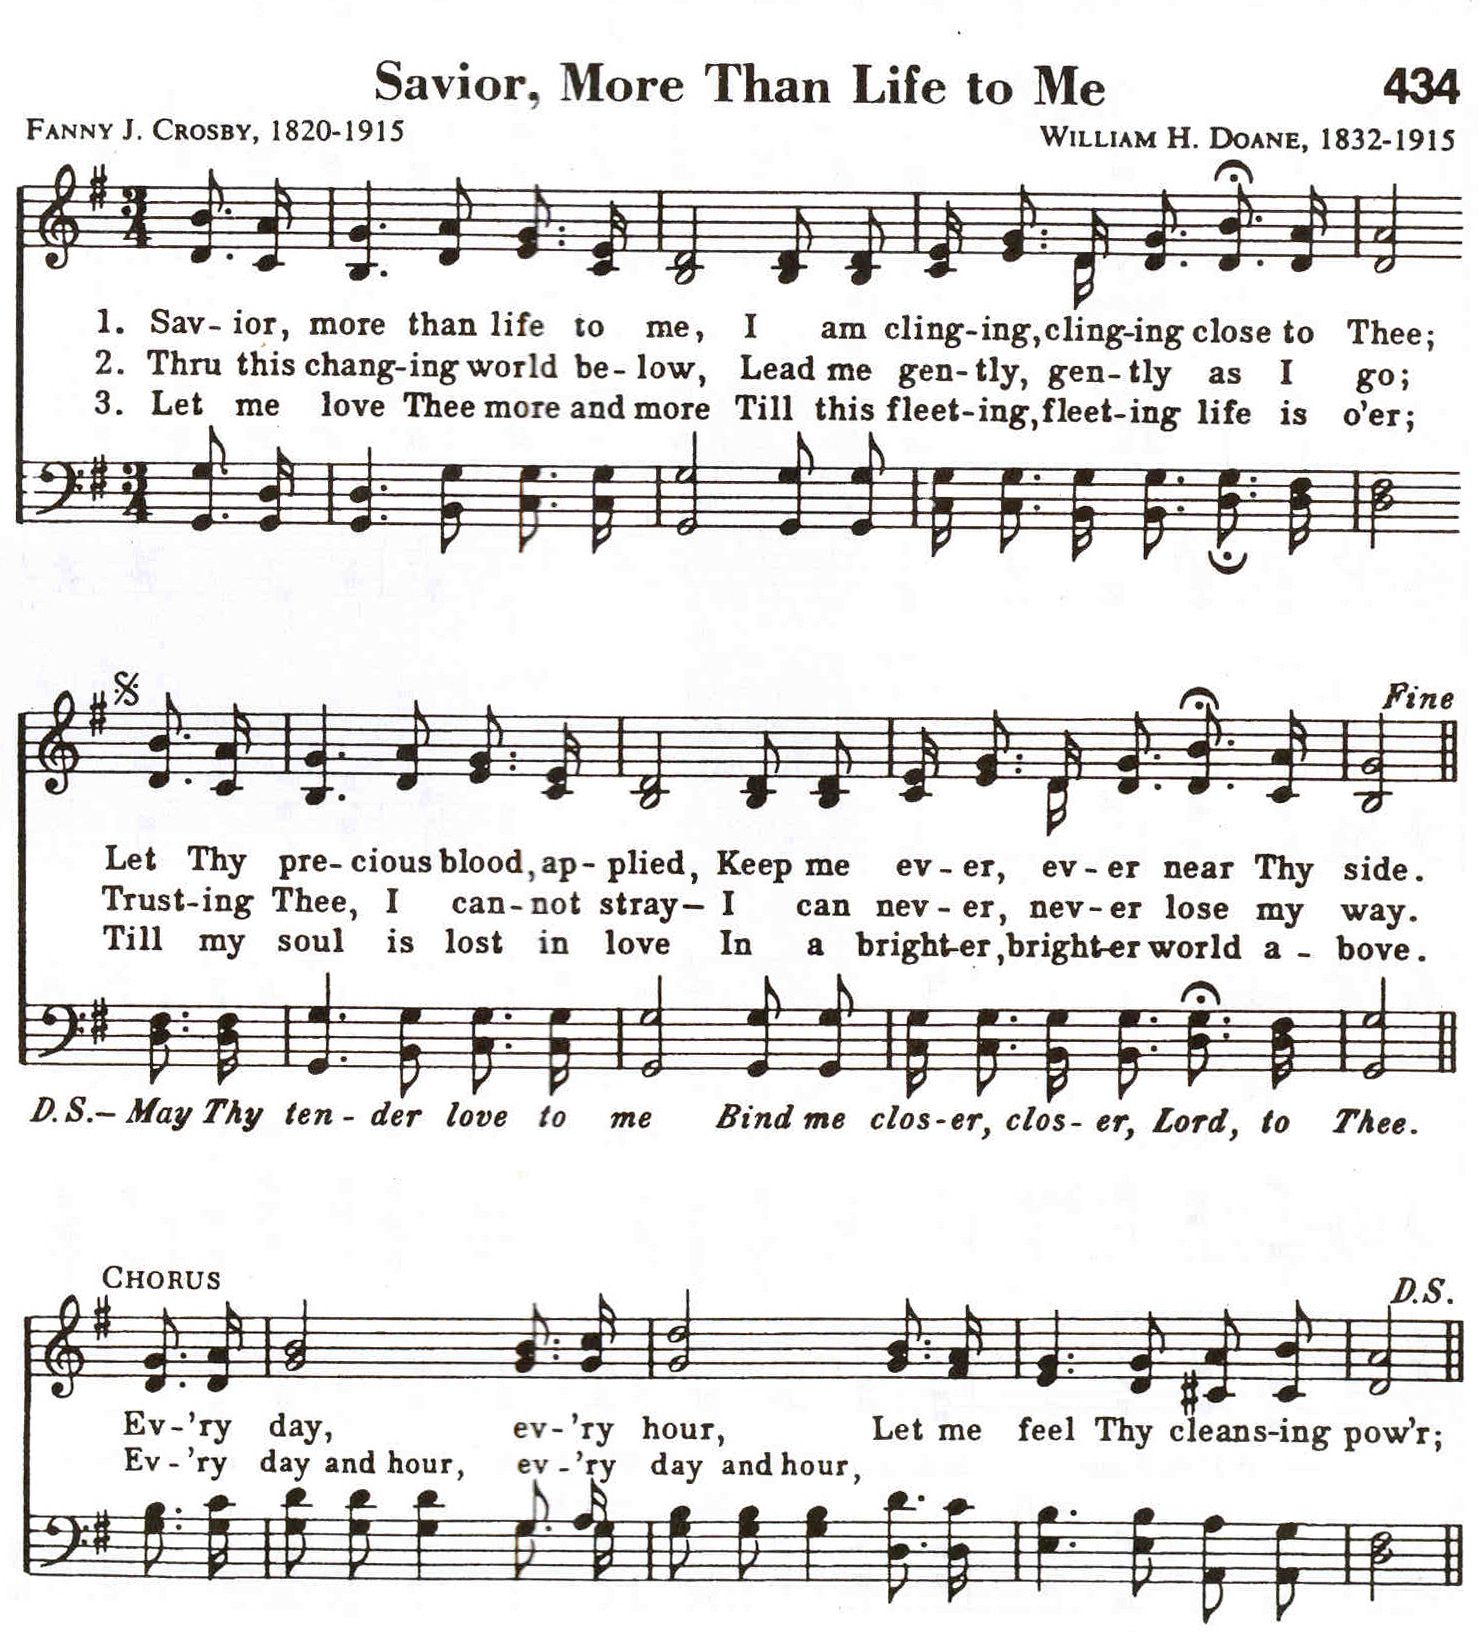 Savior, More Than Life to Me 434
FANNY J. CROSBY, 1820-1915 WILLIAM H. DOANE, 1832-1915
1. Sav-ior, more than life to me, I am cling-ing, cling-ing close to Thee;
2. Thru this chang-ing world be-low, Lead me gen-tly, gen-tly as I go;
3. Let me love Thee more and more Till this fleet-ing, fleet-ing life is o'er;
Fine
Let Thy pre-cious blood, ap-plied, Keep me ev-er, ev-er near Thy side.
Trust-ing Thee, I can-not stray— I can nev-er, nev-er lose my way.
Till my soul is lost in love In a bright-er, bright-er world a-bove.
D.S.— May Thy ten-der love to me Bind me clos-er, clos-er, Lord, to Thee.
CHORUS D.S.
Ev-'ry day, ev-'ry hour, Let me feel Thy cleans-ing pow'r;
Ev-'ry day and hour, ev-'ry day and hour,